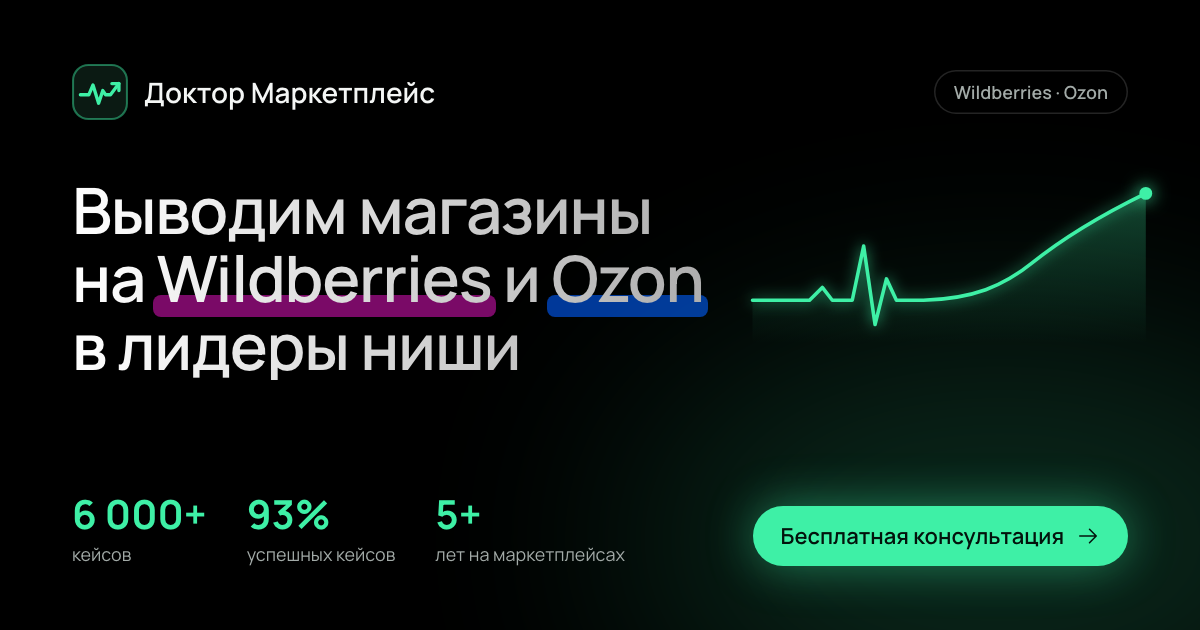 Доктор Маркетплейс
Wildberries · Ozon
Выводим магазины
на Wildberries и Ozon
в лидеры ниши
6 000+
кейсов
93%
успешных кейсов
5+
лет на маркетплейсах
Бесплатная консультация →